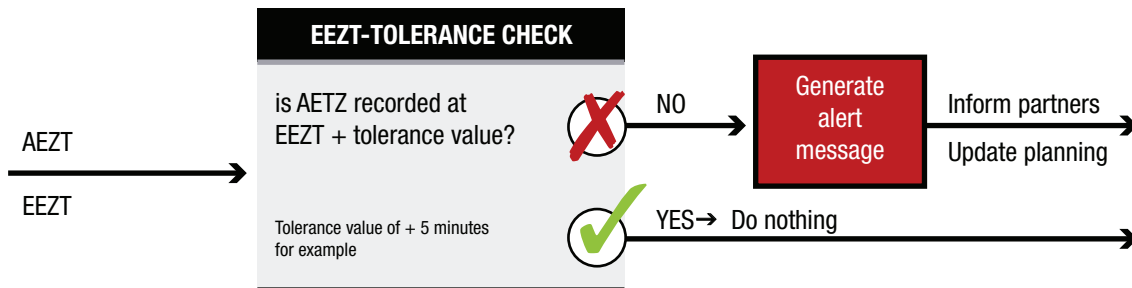 EEZT-TOLERANCE CHECK
AEZT
EEZT
is AETZ recorded at
EEZT + tolerance value?
Tolerance value of + 5 minutes
for example
NO
Generate
alert
message
Inform partners
Update planning
YES→ Do nothing